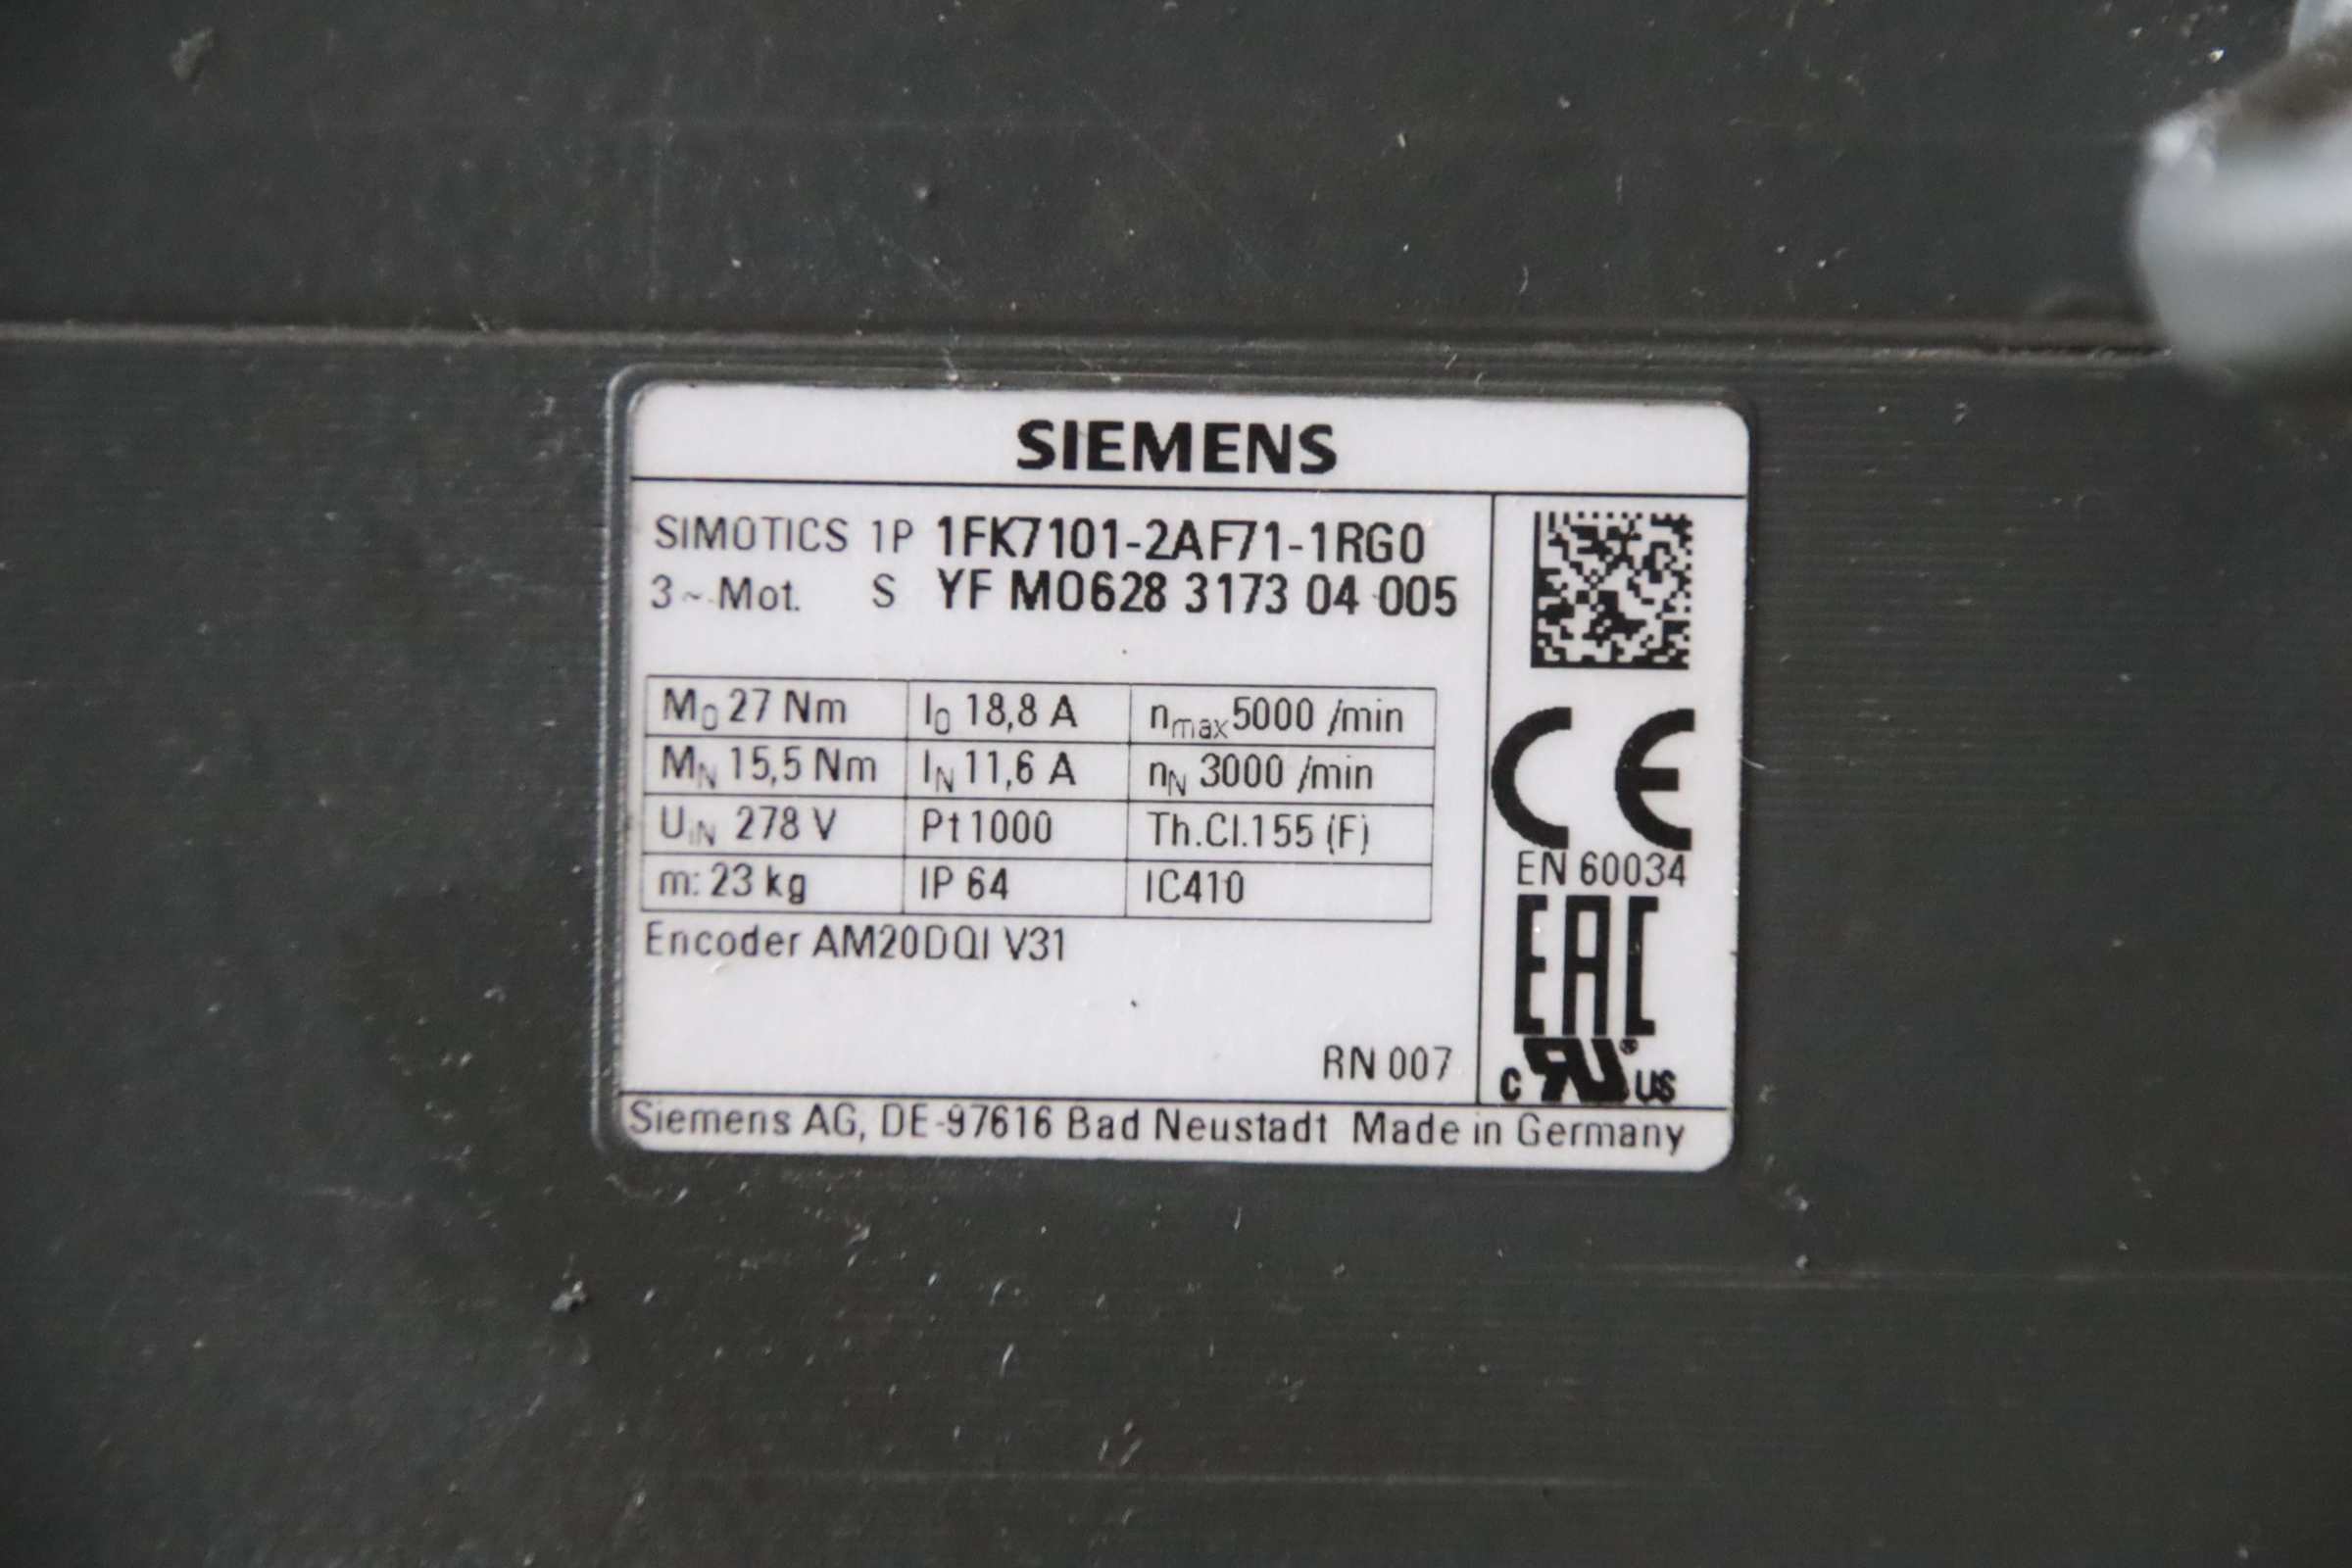 SIEMENS
SIMOTICS 1P 1FK7101-2AF71-1RG0
3~Mot. S YF M0628 3173 04 005
M0 27 Nm I0 18,8 A nmax 5000 /min
MN 15,5 Nm IN 11,6 A nN 3000 /min
UIN 278 V Pt1000 Th.Cl.155 (F)
m: 23 kg IP 64 IC410
Encoder AM20DQI V31
RN 007
CE
EN 60034
EAC
c RU® US
Siemens AG, DE-97616 Bad Neustadt Made in Germany